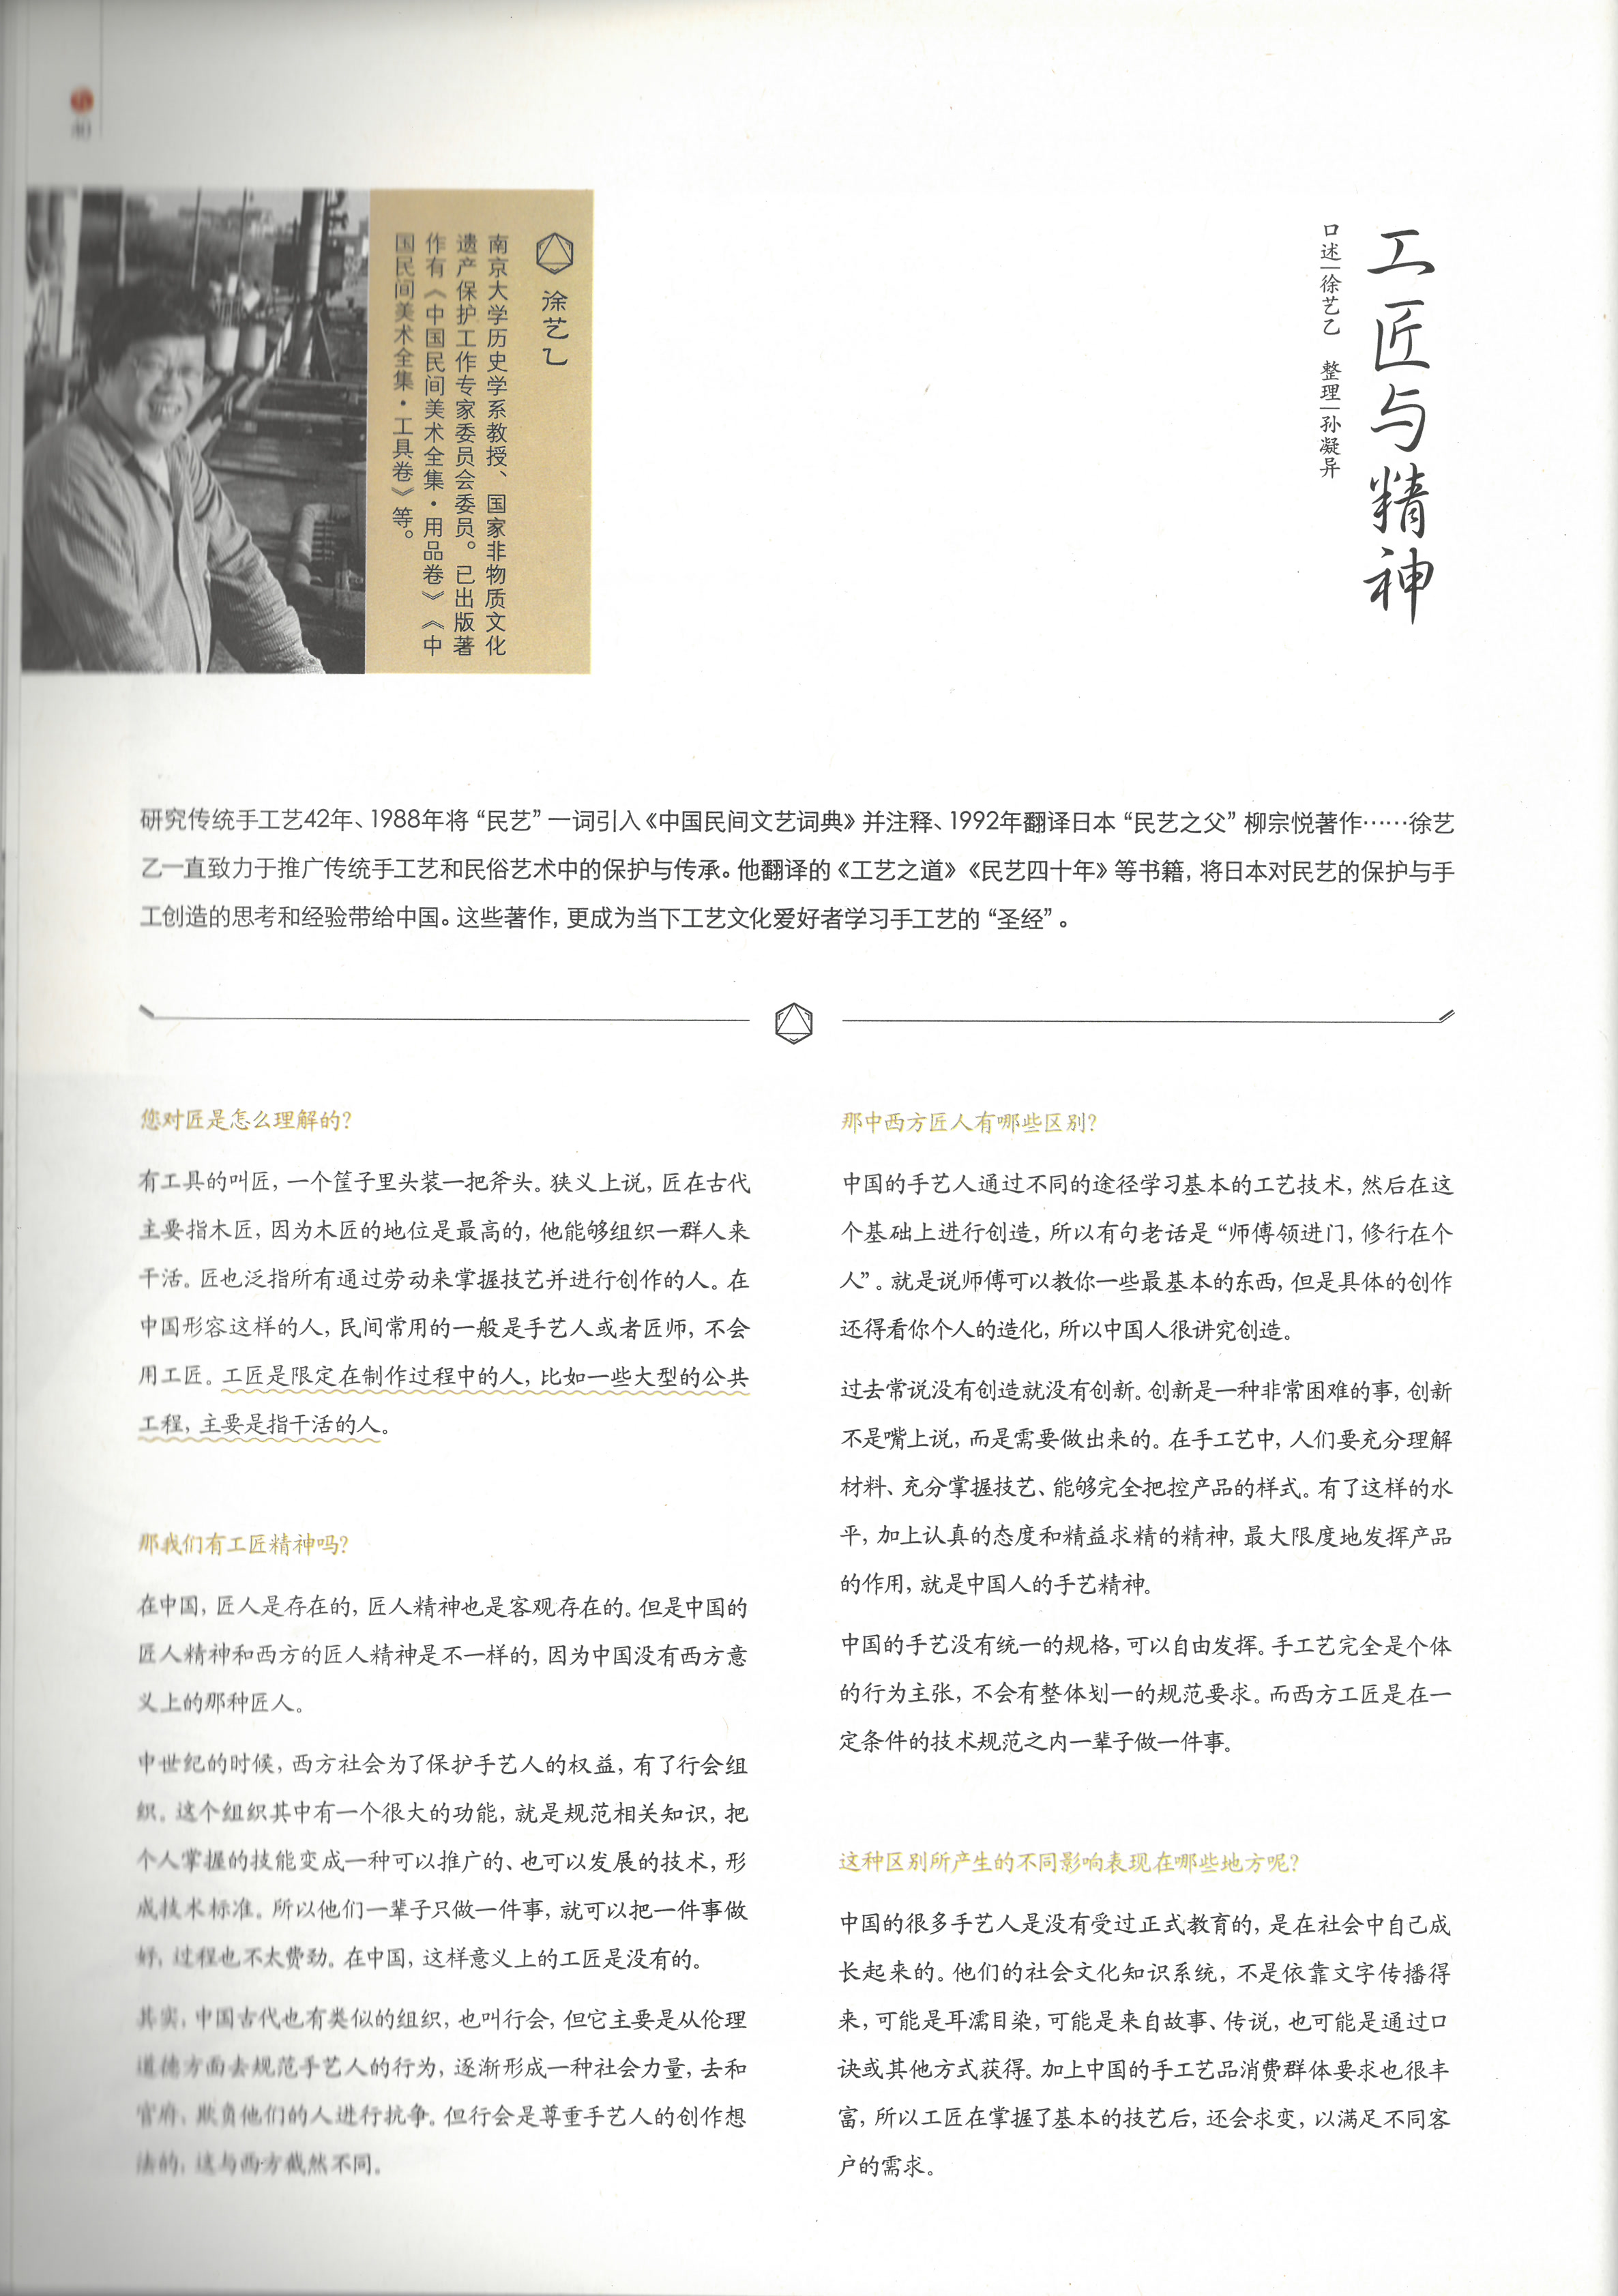 工匠与精神
口述|徐艺乙 整理|孙凝异
徐艺乙
南京大学历史学系教授、国家非物质文化
遗产保护工作专家委员会委员。已出版著
作有《中国民间美术全集·用品卷》《中
国民间美术全集·工具卷》等。
研究传统手工艺42年、1988年将“民艺”一词引入《中国民间文艺词典》并注释、1992年翻译日本“民艺之父”柳宗悦著作……徐艺
乙一直致力于推广传统手工艺和民俗艺术中的保护与传承。他翻译的《工艺之道》《民艺四十年》等书籍，将日本对民艺的保护与手
工创造的思考和经验带给中国。这些著作，更成为当下工艺文化爱好者学习手工艺的“圣经”。
您对匠是怎么理解的？
有工具的叫匠，一个筐子里头装一把斧头。狭义上说，匠在古代
主要指木匠，因为木匠的地位是最高的，他能够组织一群人来
干活。匠也泛指所有通过劳动来掌握技艺并进行创作的人。在
中国形容这样的人，民间常用的一般是手艺人或者匠师，不会
用工匠。工匠是限定在制作过程中的人，比如一些大型的公共
工程，主要是指干活的人。
那我们有工匠精神吗？
在中国，匠人是存在的，匠人精神也是客观存在的。但是中国的
匠人精神和西方的匠人精神是不一样的，因为中国没有西方意
义上的那种匠人。
中世纪的时候，西方社会为了保护手艺人的权益，有了行会组
织。这个组织其中有一个很大的功能，就是规范相关知识，把
个人掌握的技能变成一种可以推广的、也可以发展的技术，形
成技术标准。所以他们一辈子只做一件事，就可以把一件事做
好，过程也不太费劲。在中国，这样意义上的工匠是没有的。
其实，中国古代也有类似的组织，也叫行会，但它主要是从伦理
道德方面去规范手艺人的行为，逐渐形成一种社会力量，去和
官府、欺负他们的人进行抗争。但行会是尊重手艺人的创作想
法的，这与西方截然不同。
那中西方匠人有哪些区别？
中国的手艺人通过不同的途径学习基本的工艺技术，然后在这
个基础上进行创造，所以有句老话是“师傅领进门，修行在个
人”。就是说师傅可以教你一些最基本的东西，但是具体的创作
还得看你个人的造化，所以中国人很讲究创造。
过去常说没有创造就没有创新。创新是一种非常困难的事，创新
不是嘴上说，而是需要做出来的。在手工艺中，人们要充分理解
材料、充分掌握技艺、能够完全把控产品的样式。有了这样的水
平，加上认真的态度和精益求精的精神，最大限度地发挥产品
的作用，就是中国人的手艺精神。
中国的手艺没有统一的规格，可以自由发挥。手工艺完全是个体
的行为主张，不会有整体划一的规范要求。而西方工匠是在一
定条件的技术规范之内一辈子做一件事。
这种区别所产生的不同影响表现在哪些地方呢？
中国的很多手艺人是没有受过正式教育的，是在社会中自己成
长起来的。他们的社会文化知识系统，不是依靠文字传播得
来，可能是耳濡目染，可能是来自故事、传说，也可能是通过口
诀或其他方式获得。加上中国的手工艺品消费群体要求也很丰
富，所以工匠在掌握了基本的技艺后，还会求变，以满足不同客
户的需求。